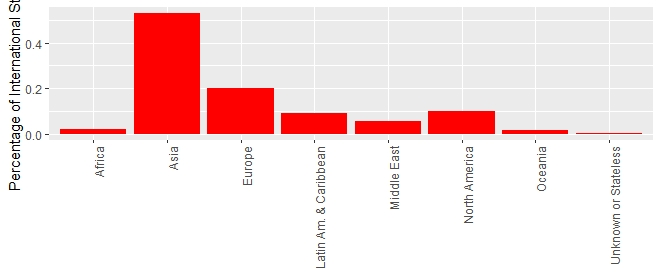 Percentage of International St
0.4
0.2
0.0
Africa
Asia
Europe
Latin Am. & Caribbean
Middle East
North America
Oceania
Unknown or Stateless